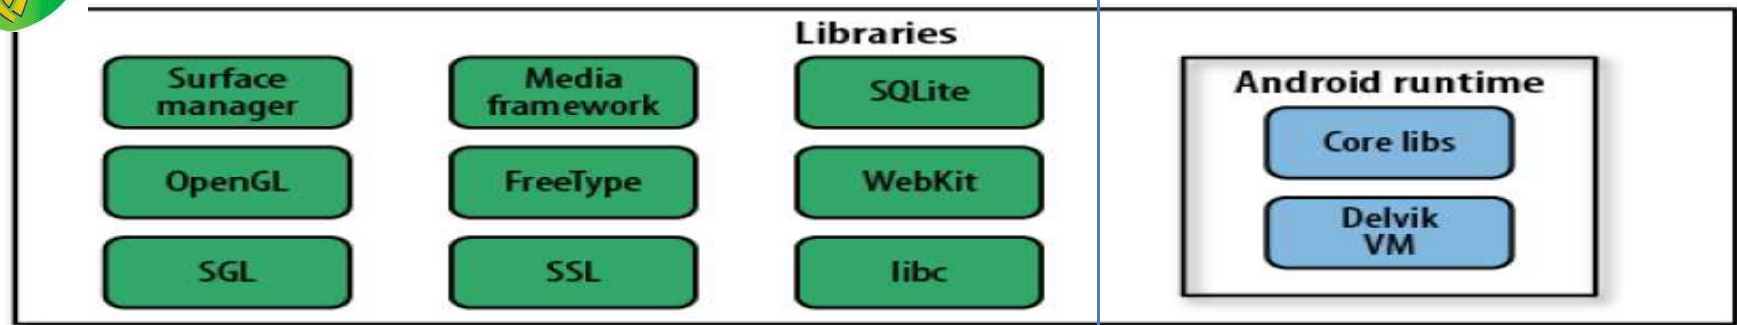 Libraries
Surface
manager
Media
framework
SQLite
OpenGL
FreeType
WebKit
SGL
SSL
libc
Android runtime
Core libs
Delvik
VM